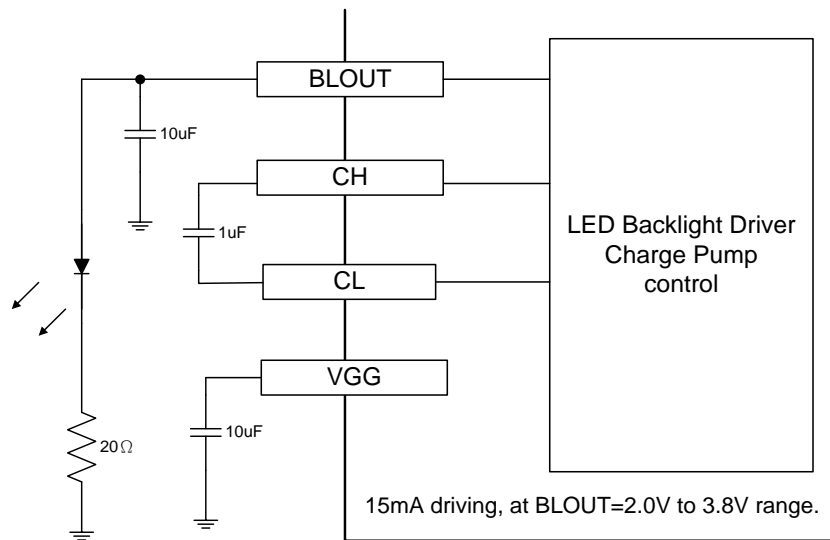 BLOUT
10uF
CH
1uF
LED Backlight Driver
Charge Pump
control
CL
VGG
10uF
20Ω
15mA driving, at BLOUT=2.0V to 3.8V range.